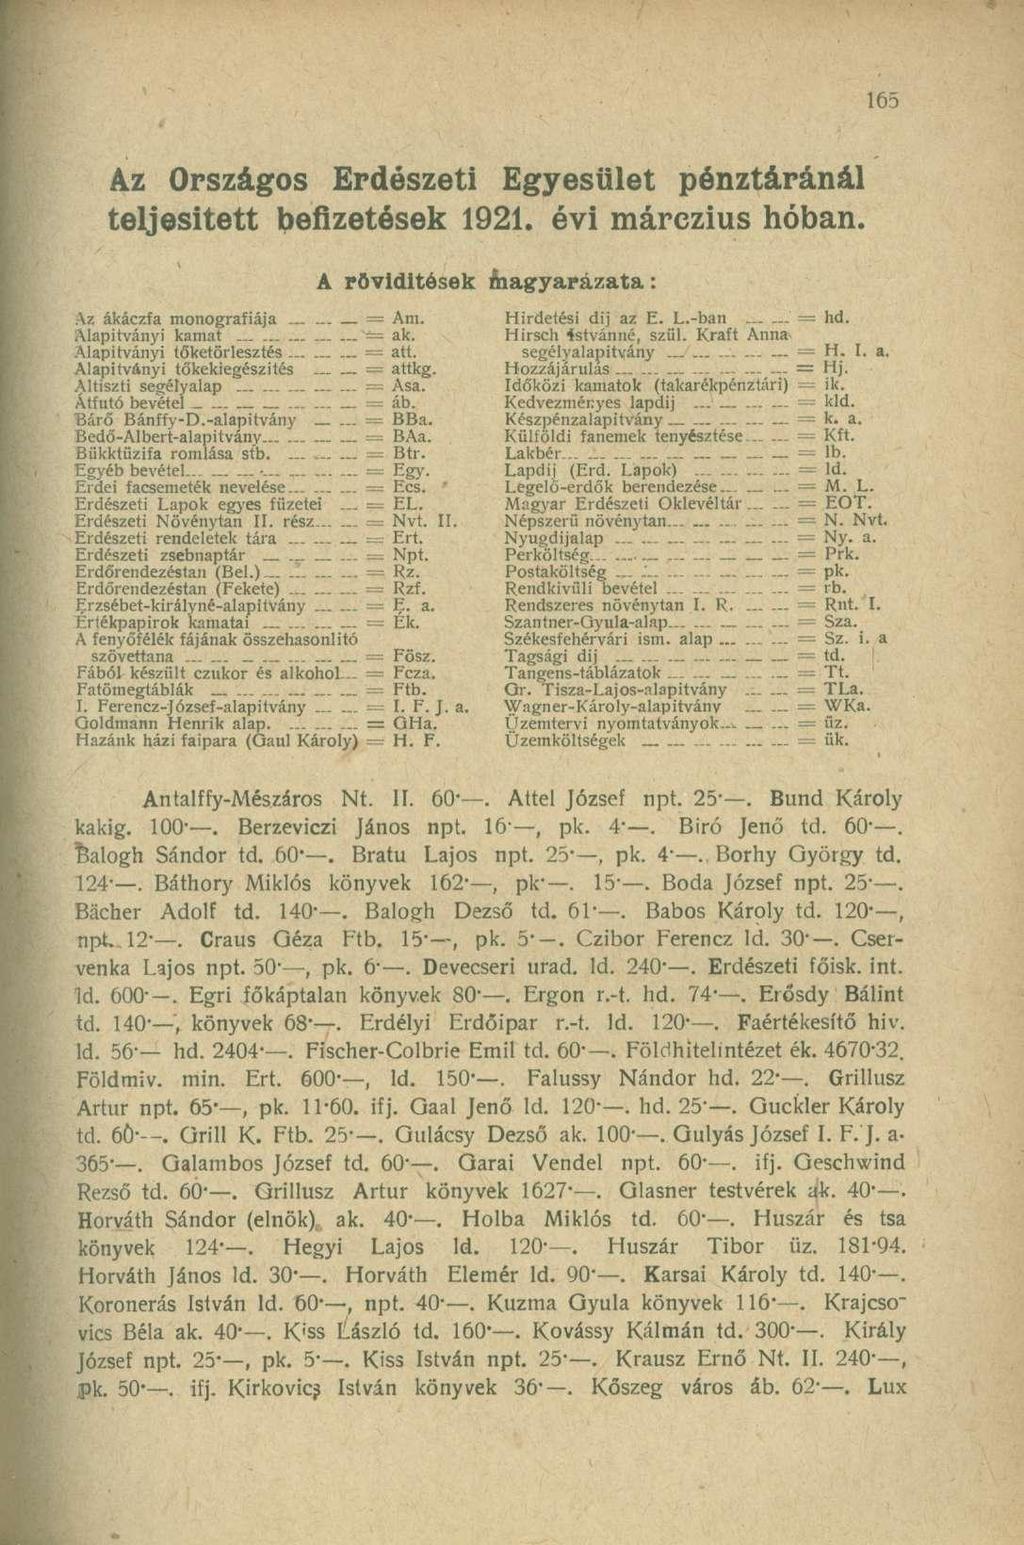 165
Az Országos Erdészeti Egyesület pénztáránál
teljesitett befizetések 1921. évi márczius hóban.
A röviditések magyarázata:
Az ákáczfa monografiája = Am.
Alapitványi kamat = ak.
Alapitványi tőketörlesztés = att.
Alapitványi tőkekiegészités = attkg.
Altiszti segélyalap = Asa.
Átfutó bevétel = áb.
Báró Bánffy-D.-alapitvány = BBa.
Bedő-Albert-alapitvány = BAa.
Bükktüzifa romlása stb. = Btr.
Egyéb bevétel = Egy.
Erdei facsemeték nevelése = Ecs.
Erdészeti Lapok egyes füzetei = EL.
Erdészeti Növénytan II. rész = Nvt. II.
Erdészeti rendeletek tára = Ert.
Erdészeti zsebnaptár = Npt.
Erdőrendezéstan (Bel.) = Rz.
Erdőrendezéstan (Fekete) = Rzf.
Erzsébet-királyné-alapitvány = E. a.
Értékpapirok kamatai = Ék.
A fenyőfélék fájának összehasonlitó
szövettana = Fösz.
Fából készült czukor és alkohol = Fcza.
Fatömegtáblák = Ftb.
I. Ferencz-József-alapitvány = I. F. J. a.
Goldmann Henrik alap. = GHa.
Hazánk házi faipara (Gaul Károly) = H. F.
Hirdetési dij az E. L.-ban = hd.
Hirsch Istvánné, szül. Kraft Anna
segélyalapitvány = H. I. a.
Hozzájárulás = Hj.
Időközi kamatok (takarékpénztári) = ik.
Kedvezményes lapdij = kld.
Készpénzalapitvány = k. a.
Külföldi fanemek tenyésztése = Kft.
Lakbér = lb.
Lapdij (Erd. Lapok) = ld.
Legelő-erdők berendezése = M. L.
Magyar Erdészeti Oklevéltár = EOT.
Népszerü növénytan = N. Nvt.
Nyugdijalap = Ny. a.
Perköltség = Prk.
Postaköltség = pk.
Rendkivüli bevétel = rb.
Rendszeres növénytan I. R. = Rnt. I.
Szantner-Gyula-alap = Sza.
Székesfehérvári ism. alap = Sz. i. a
Tagsági dij = td.
Tangens-táblázatok = Tt.
Gr. Tisza-Lajos-alapitvány = TLa.
Wagner-Károly-alapitvány = WKa.
Üzemtervi nyomtatványok = üz.
Üzemköltségek = ük.
Antalffy-Mészáros Nt. II. 60·—. Attel József npt. 25·—. Bund Károly
kakig. 100·—. Berzeviczi János npt. 16·—, pk. 4·—. Biró Jenő td. 60·—.
Balogh Sándor td. 60·—. Bratu Lajos npt. 25·—, pk. 4·—. Borhy György td.
124·—. Báthory Miklós könyvek 162·—, pk·—. 15·—. Boda József npt. 25·—.
Bächer Adolf td. 140·—. Balogh Dezső td. 61·—. Babos Károly td. 120·—,
npt. 12·—. Craus Géza Ftb. 15·—, pk. 5·—. Czibor Ferencz ld. 30·—. Cser-
venka Lajos npt. 50·—, pk. 6·—. Devecseri urad. ld. 240·—. Erdészeti főisk. int.
ld. 600·—. Egri főkáptalan könyvek 80·—. Ergon r.-t. hd. 74·—. Erősdy Bálint
td. 140·—, könyvek 68·—. Erdélyi Erdőipar r.-t. ld. 120·—. Faértékesítő hiv.
ld. 56·— hd. 2404·—. Fischer-Colbrie Emil td. 60·—. Földhitelintézet ék. 4670·32.
Földmiv. min. Ert. 600·—, ld. 150·—. Falussy Nándor hd. 22·—. Grillusz
Artur npt. 65·—, pk. 11·60. ifj. Gaal Jenő ld. 120·—. hd. 25·—. Guckler Károly
td. 60·—. Grill K. Ftb. 25·—. Gulácsy Dezső ak. 100·—. Gulyás József I. F. J. a·
365·—. Galambos József td. 60·—. Garai Vendel npt. 60·—. ifj. Geschwind
Rezső td. 60·—. Grillusz Artur könyvek 1627·—. Glasner testvérek ak. 40·—.
Horváth Sándor (elnök) ak. 40·—. Holba Miklós td. 60·—. Huszár és tsa
könyvek 124·—. Hegyi Lajos ld. 120·—. Huszár Tibor üz. 181·94.
Horváth János ld. 30·—. Horváth Elemér ld. 90·—. Karsai Károly td. 140·—.
Koronerás István ld. 60·—, npt. 40·—. Kuzma Gyula könyvek 116·—. Krajcso-
vics Béla ak. 40·—. Kiss László td. 160·—. Kovássy Kálmán td. 300·—. Király
József npt. 25·—, pk. 5·—. Kiss István npt. 25·—. Krausz Ernő Nt. II. 240·—,
pk. 50·—. ifj. Kirkovics István könyvek 36·—. Kőszeg város áb. 62·—. Lux